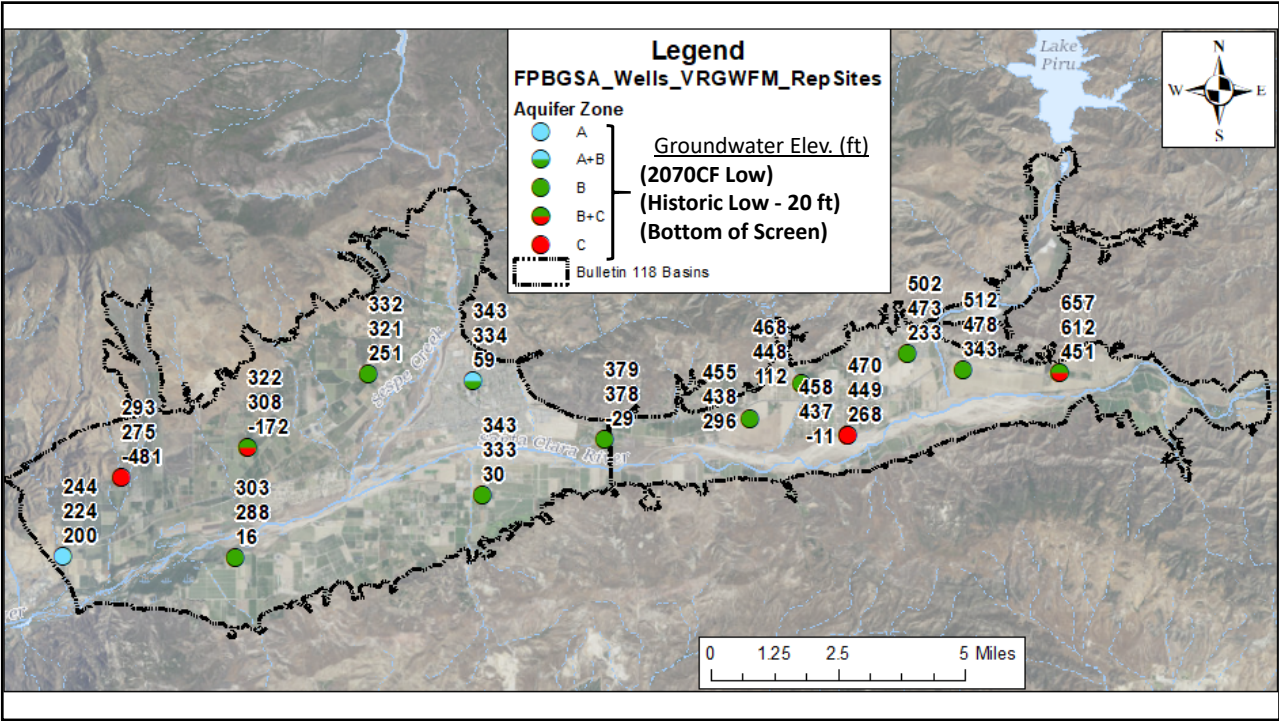 Legend
FPBGSA_Wells_VRGWFM_RepSites
Aquifer Zone
A
A+B
B
B+C
C
Bulletin 118 Basins
Groundwater Elev. (ft)
(2070CF Low)
(Historic Low - 20 ft)
(Bottom of Screen)
Lake
Piru
N
W
E
S
332
321
251
343
334
59
Sespe Creek
322
308
-172
293
275
-481
244
224
200
303
288
16
343
333
30
Santa Clara River
379
378
-29
455
438
296
468
448
112
458
437
-11
470
449
268
502
473
233
512
478
343
657
612
451
er
0
1.25
2.5
5 Miles